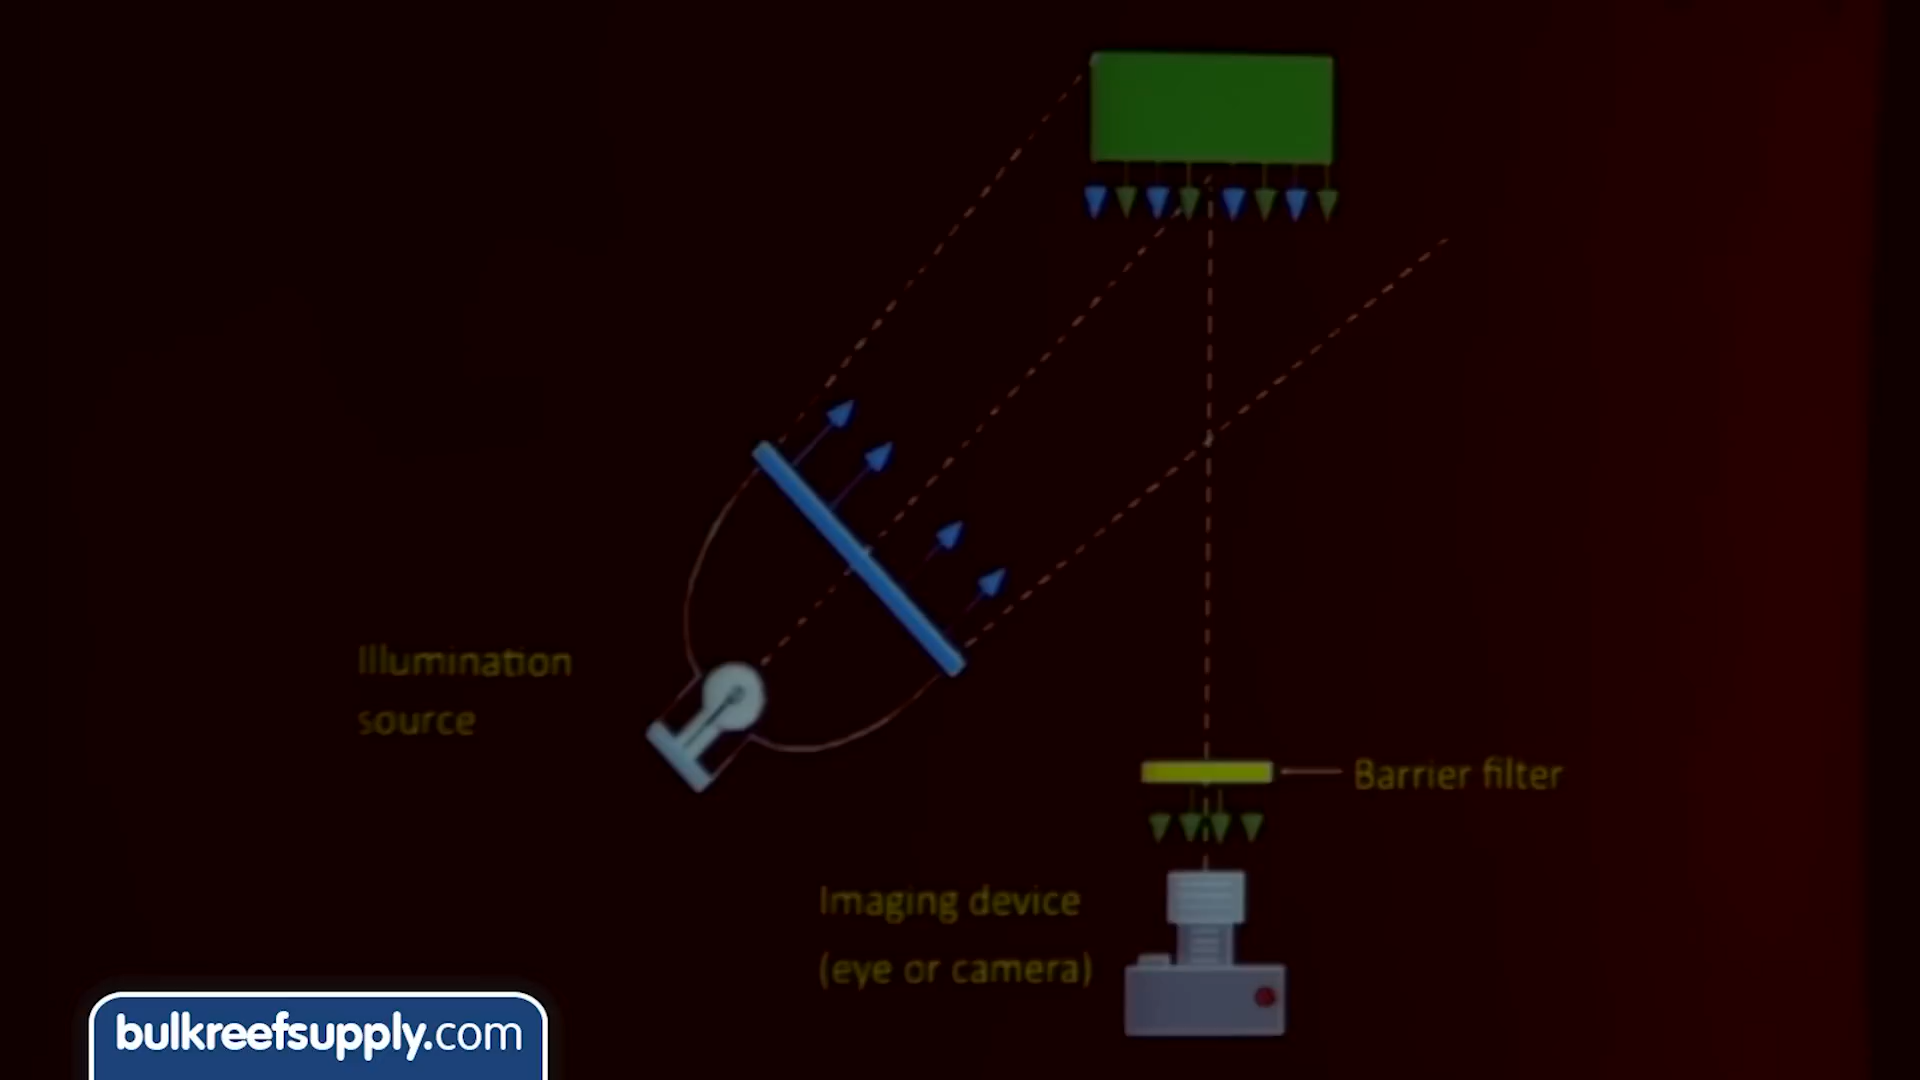 Illumination
source
Barrier filter
Imaging device
(eye or camera)
bulkreefsupply.com